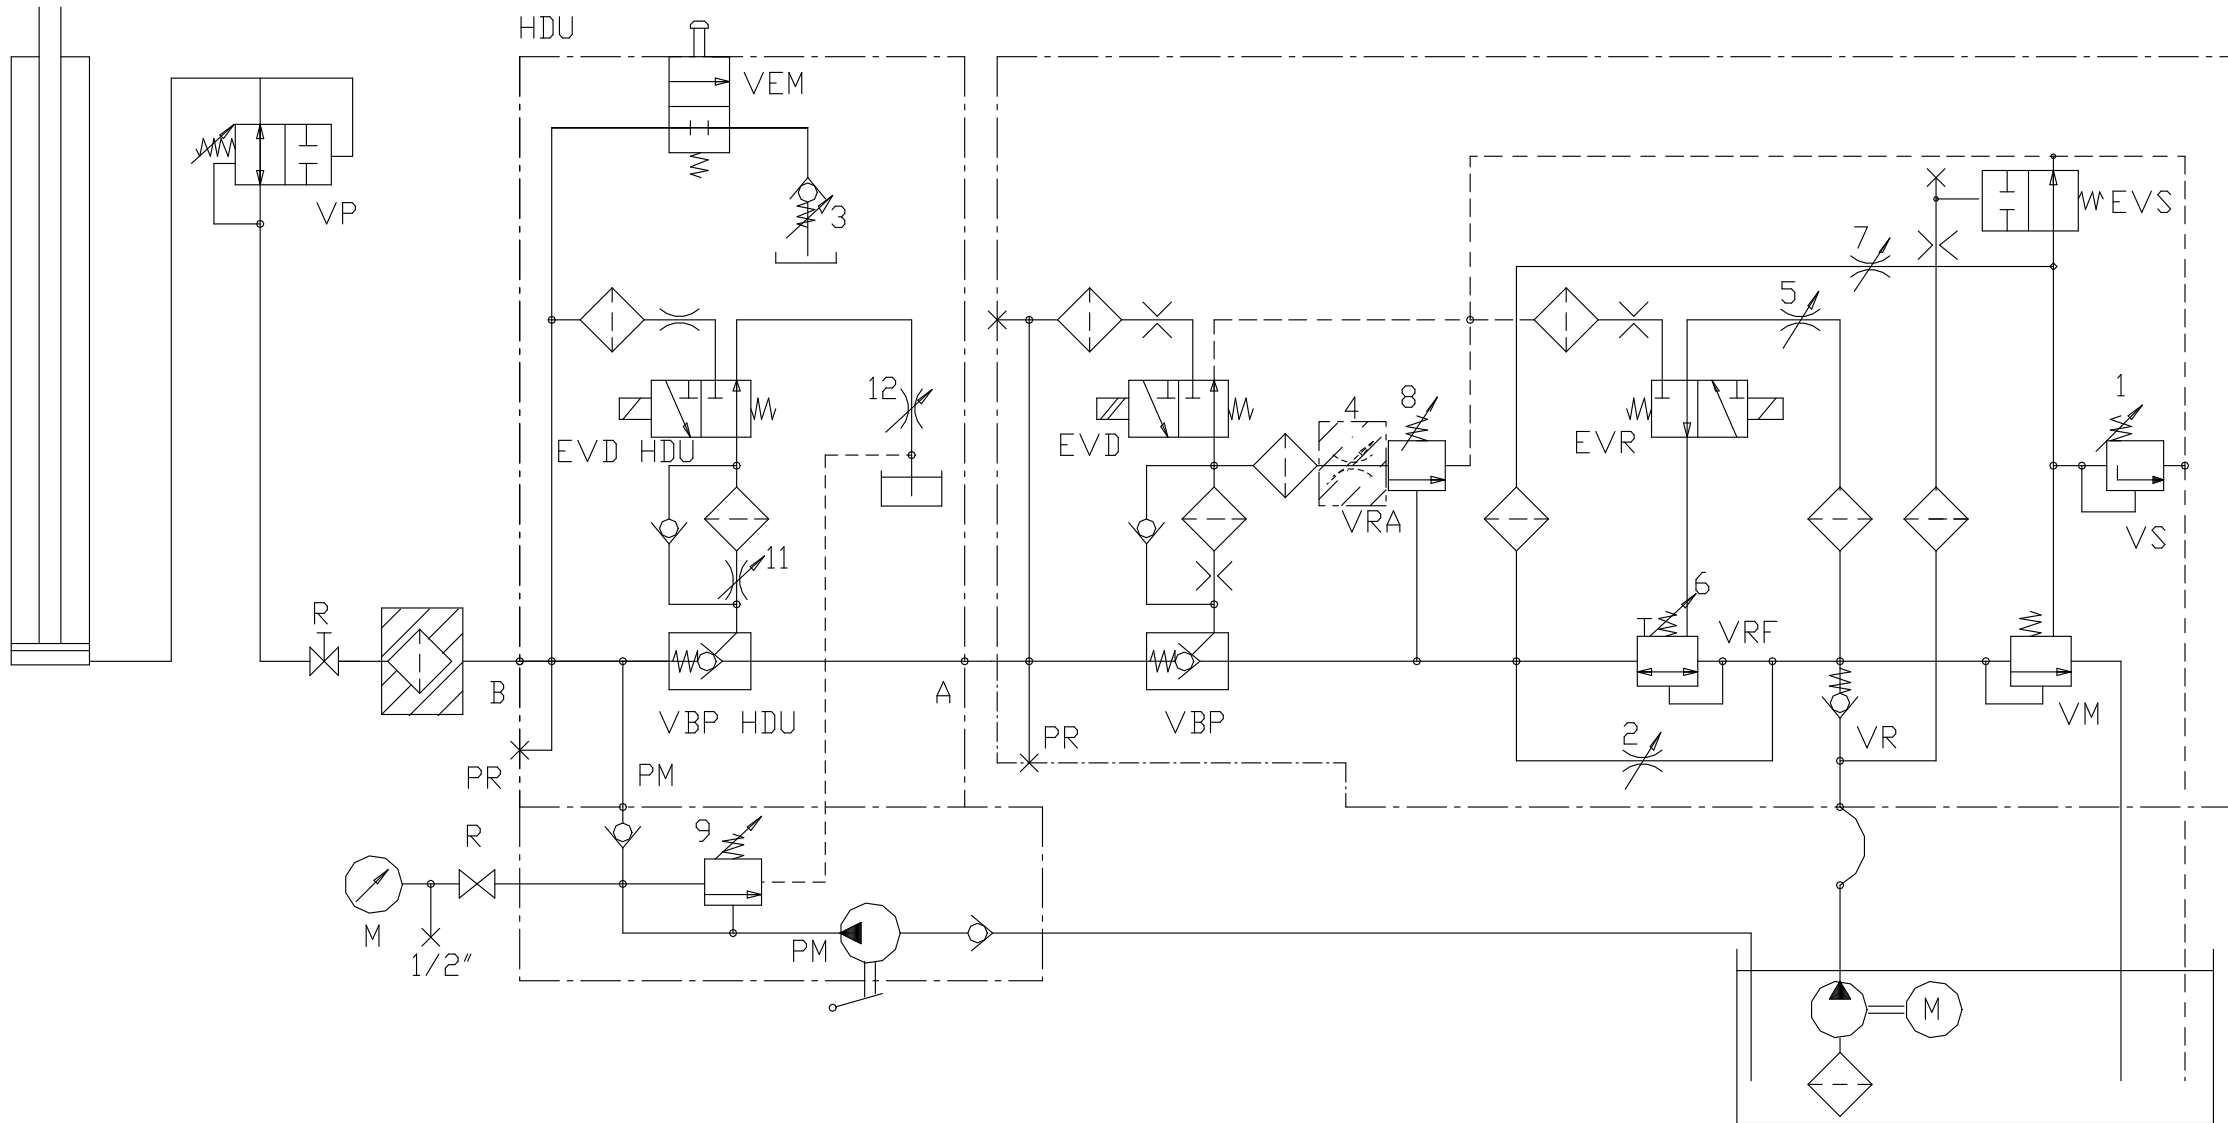 HDU
VEM
VP
3
EVS
7
5
12
8
4
1
EVD HDU
EVD
EVR
VRA
VS
11
6
R
VRF
B
A
VBP HDU
VBP
VM
PR
2
VR
PR
PM
R
9
M
PM
1/2"
M